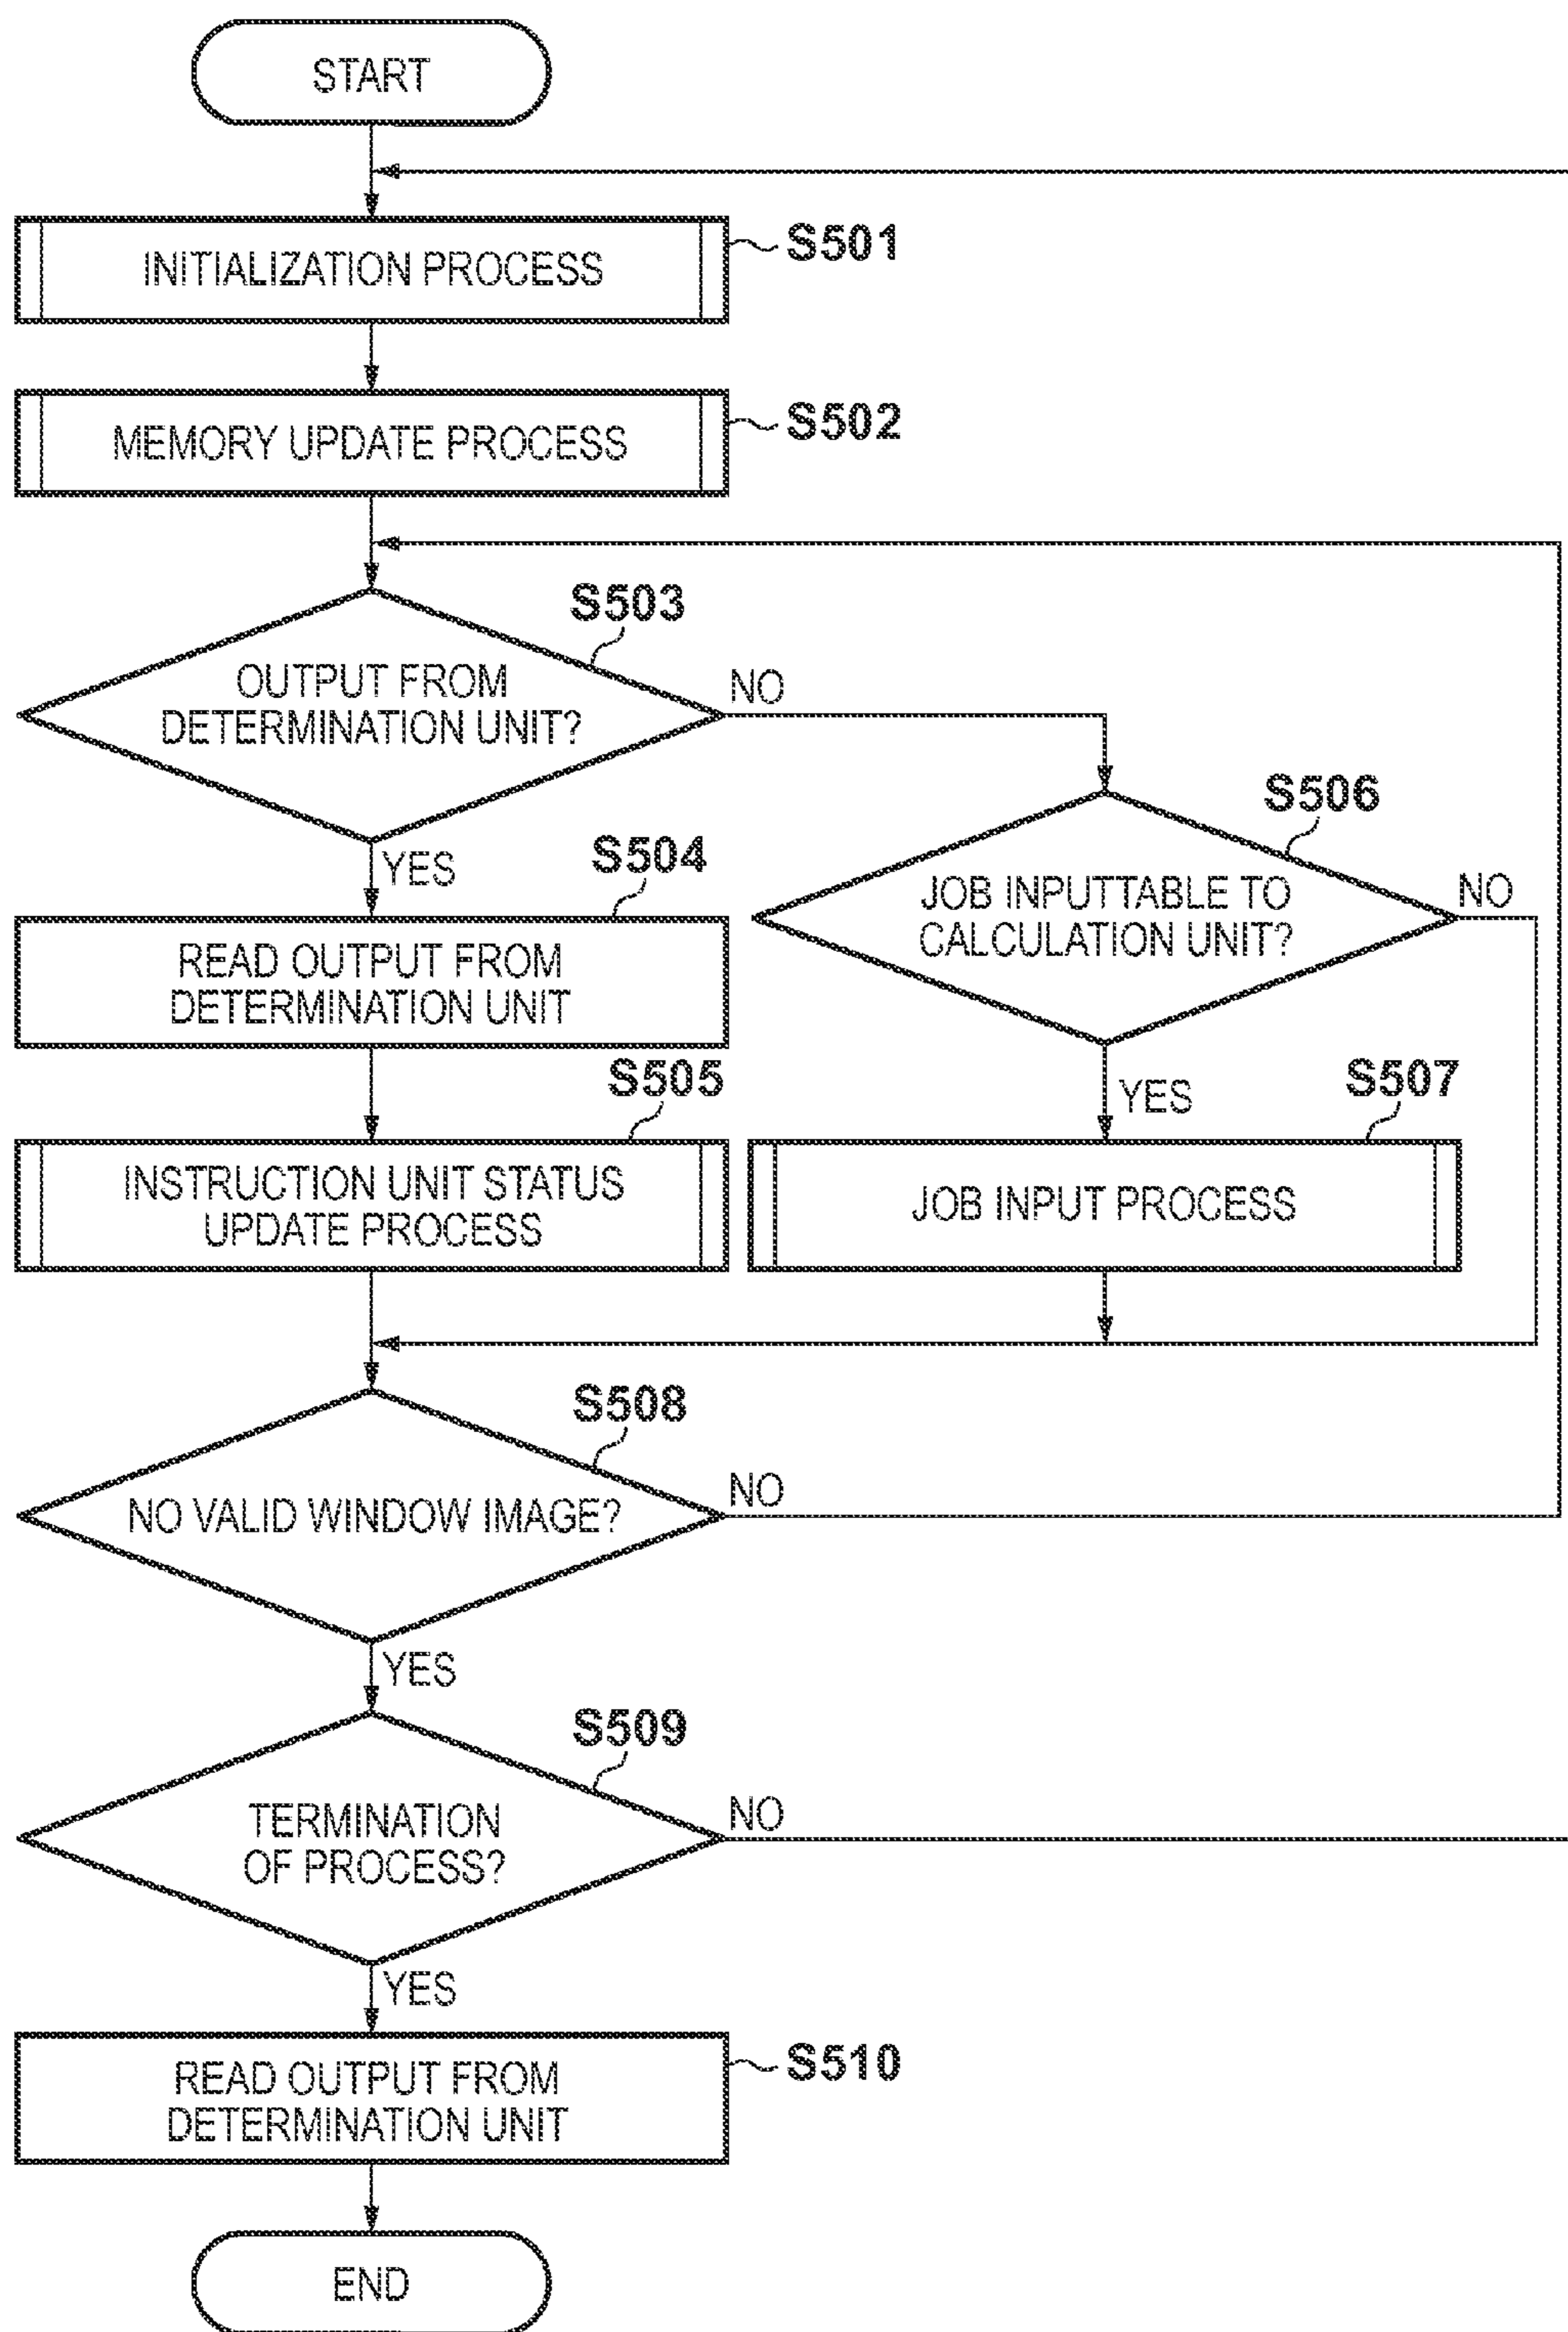 START
INITIALIZATION PROCESS
S501
MEMORY UPDATE PROCESS
S502
S503
OUTPUT FROM
DETERMINATION UNIT?
NO
YES
S504
READ OUTPUT FROM
DETERMINATION UNIT
S506
JOB INPUTTABLE TO
CALCULATION UNIT?
NO
YES
S505
INSTRUCTION UNIT STATUS
UPDATE PROCESS
S507
JOB INPUT PROCESS
S508
NO VALID WINDOW IMAGE?
NO
YES
S509
TERMINATION
OF PROCESS?
NO
YES
READ OUTPUT FROM
DETERMINATION UNIT
S510
END